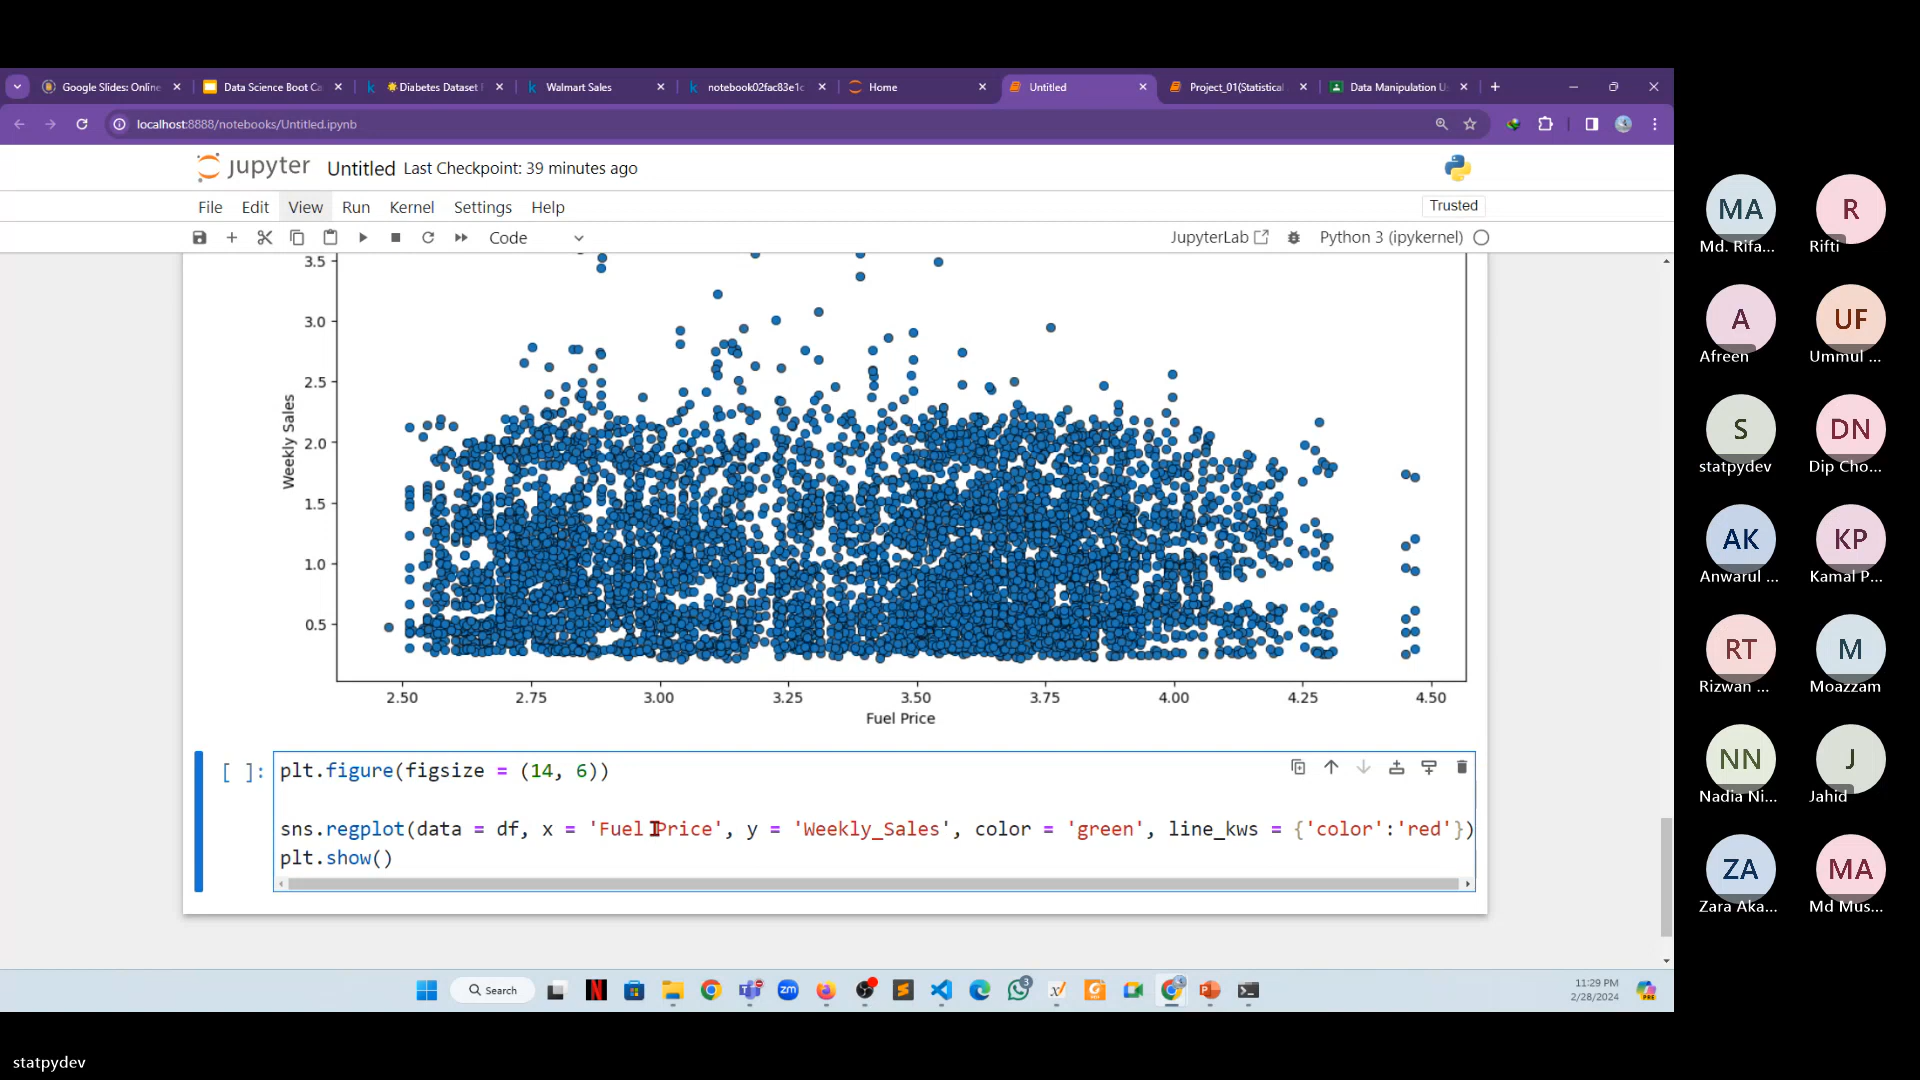 Google Slides: Online
Data Science Boot Ca
Diabetes Dataset
Walmart Sales
notebook02fac83e1c
Home
Untitled
Project_01(Statistical
Data Manipulation U
localhost:8888/notebooks/Untitled.ipynb
jupyter Untitled Last Checkpoint: 39 minutes ago
File Edit View Run Kernel Settings Help
Trusted
Code
JupyterLab
Python 3 (ipykernel)
3.5
3.0
2.5
2.0
1.5
1.0
0.5
Weekly Sales
2.50 2.75 3.00 3.25 3.50 3.75 4.00 4.25 4.50
Fuel Price
[ ]:
plt.figure(figsize = (14, 6))
sns.regplot(data = df, x = 'Fuel Price', y = 'Weekly_Sales', color = 'green', line_kws = {'color':'red'})
plt.show()
Search
zm
3
PRE
11:29 PM
2/28/2024
MA
Md. Rifa...
R
Rifti
A
Afreen
UF
Ummul ...
S
statpydev
DN
Dip Cho...
AK
Anwarul ...
KP
Kamal P...
RT
Rizwan ...
M
Moazzam
NN
Nadia Ni...
J
Jahid
ZA
Zara Aka...
MA
Md Mus...
statpydev